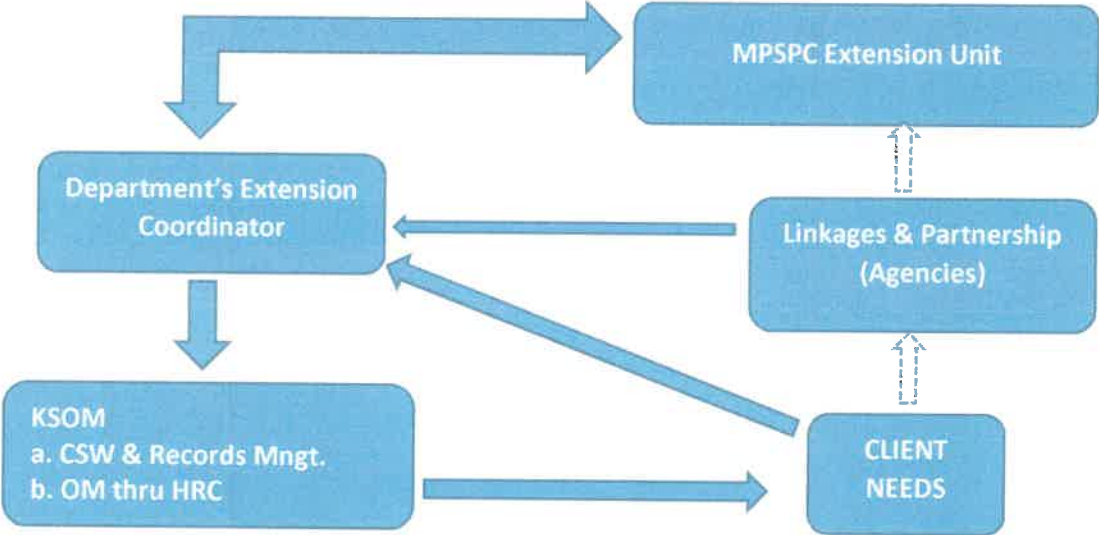 MPSPC Extension Unit
Department's Extension
Coordinator
Linkages & Partnership
(Agencies)
KSOM
a. CSW & Records Mngt.
b. OM thru HRC
CLIENT
NEEDS